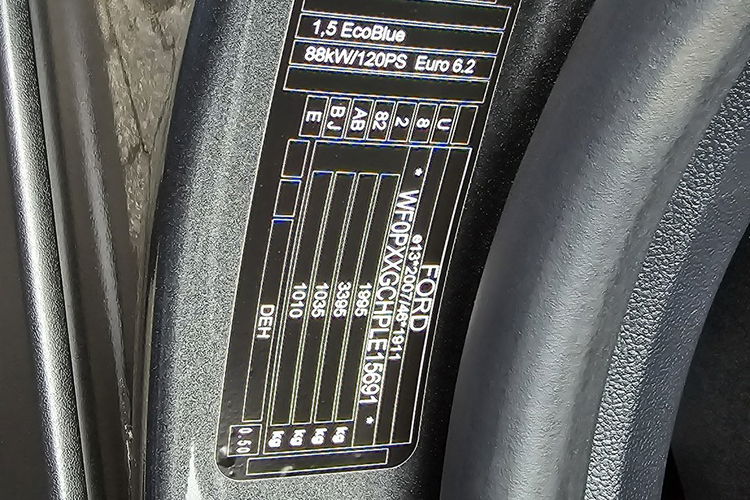 1,5 EcoBlue
88kW/120PS Euro 6.2
U
8
2
82
AB
BJ
E
FORD
e13*2007/46*1911
* WF0PXXGCHPLE15691 *
1995 kg
3395 kg
1035 kg
1010 kg
DEH
0.50